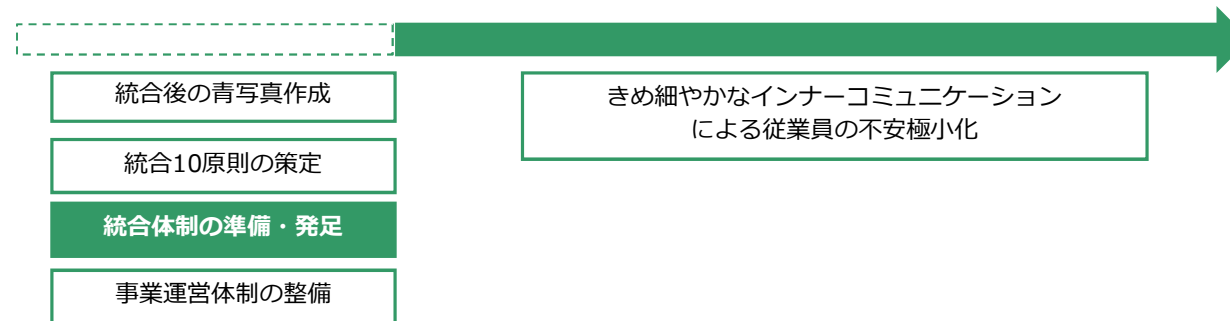 統合後の青写真作成
統合10原則の策定
統合体制の準備・発足
事業運営体制の整備
きめ細やかなインナーコミュニケーション
による従業員の不安極小化